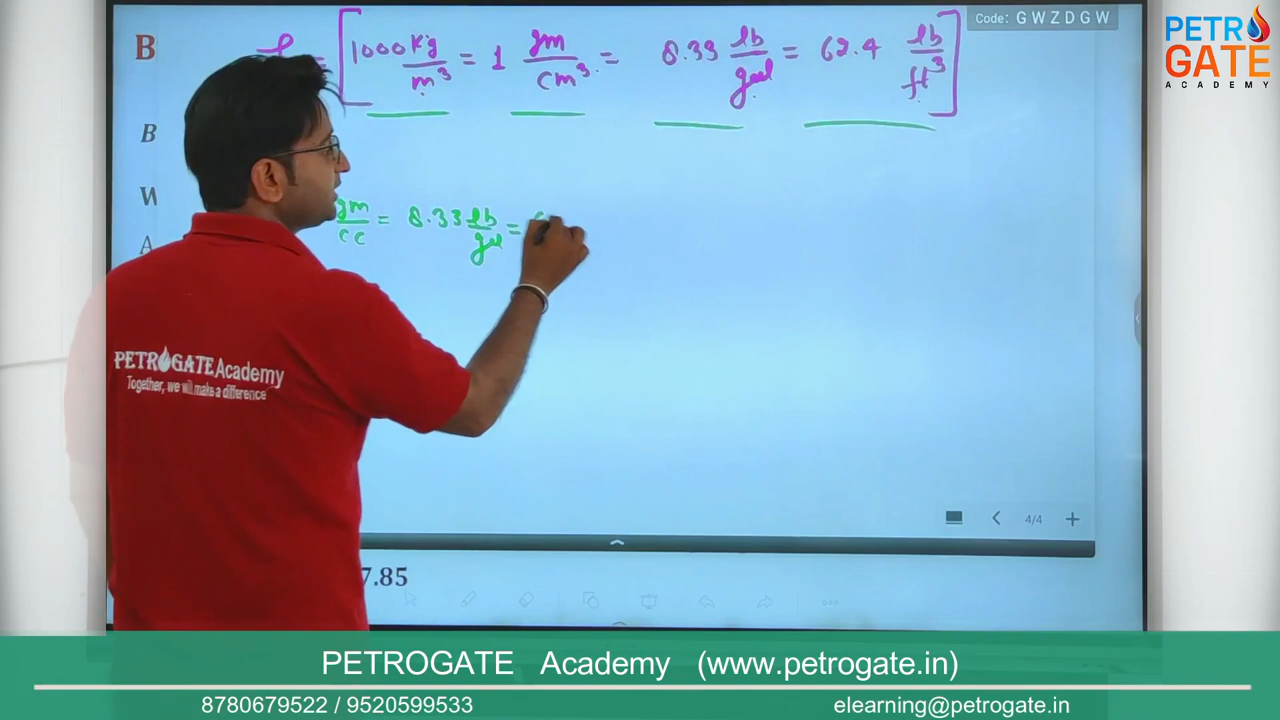 Code: G W Z D G W
PETRO
GATE
ACADEMY
B
ρ = [ 1000 Kg/m³ = 1 gm/cm³ = 8.33 lb/gal = 62.4 lb/ft³ ]
B
W
A
gm/cc = 8.33 lb/gal =
PETROGATE Academy
Together, we will make a difference
4/4
7.85
PETROGATE Academy (www.petrogate.in)
8780679522 / 9520599533
elearning@petrogate.in